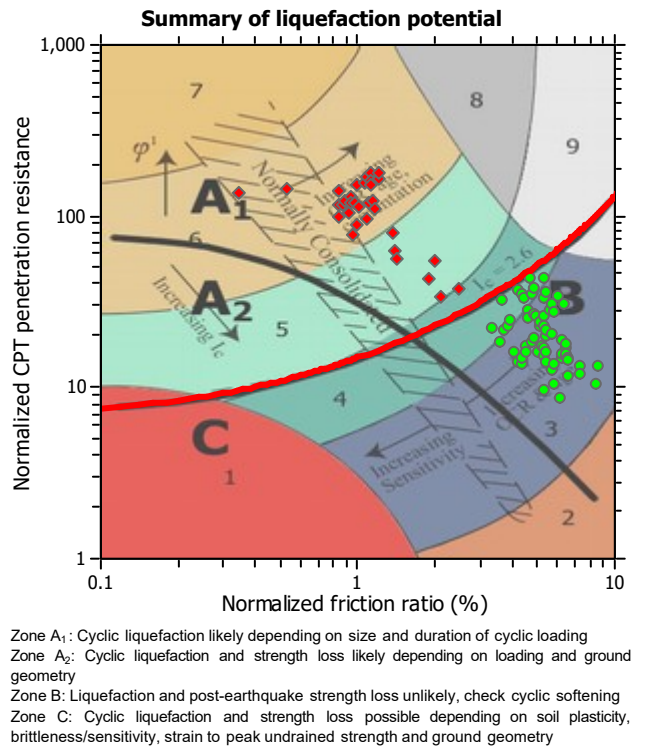 Summary of liquefaction potential
1,000
100
10
1
Normalized CPT penetration resistance
7
8
9
φ'
A1
Normally Consolidated
Increasing
6
A2
Increasing Ic
Ic = 2.6
B
5
4
Increasing
3
C
1
Increasing
Sensitivity
2
0.1
1
10
Normalized friction ratio (%)
Zone A1: Cyclic liquefaction likely depending on size and duration of cyclic loading
Zone A2: Cyclic liquefaction and strength loss likely depending on loading and ground
geometry
Zone B: Liquefaction and post-earthquake strength loss unlikely, check cyclic softening
Zone C: Cyclic liquefaction and strength loss possible depending on soil plasticity,
brittleness/sensitivity, strain to peak undrained strength and ground geometry